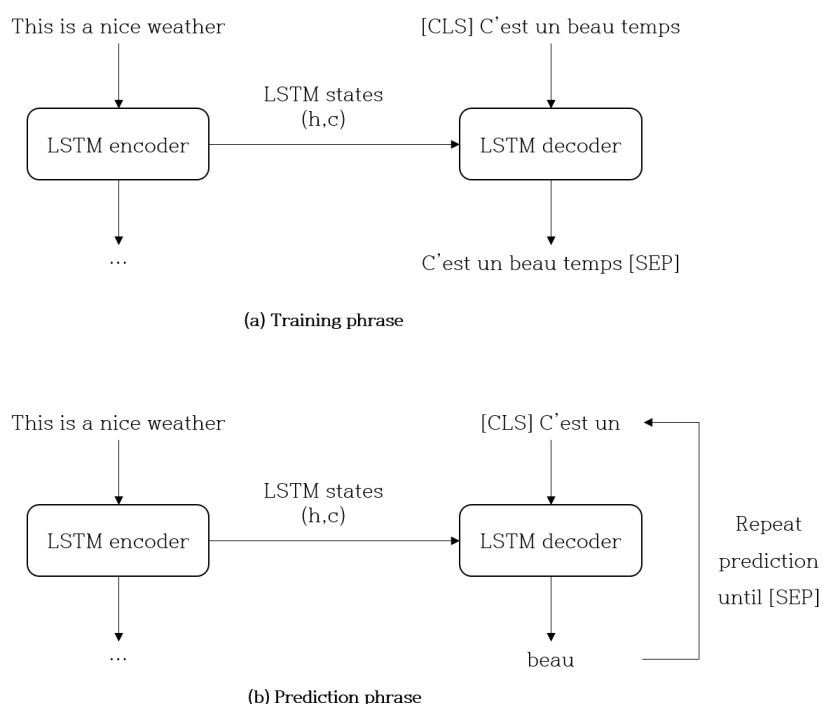 This is a nice weather
[CLS] C'est un beau temps
LSTM states
(h,c)
LSTM encoder
LSTM decoder
...
C'est un beau temps [SEP]
(a) Training phrase
This is a nice weather
[CLS] C'est un
LSTM states
(h,c)
LSTM encoder
LSTM decoder
Repeat
prediction
until [SEP]
...
beau
(b) Prediction phrase